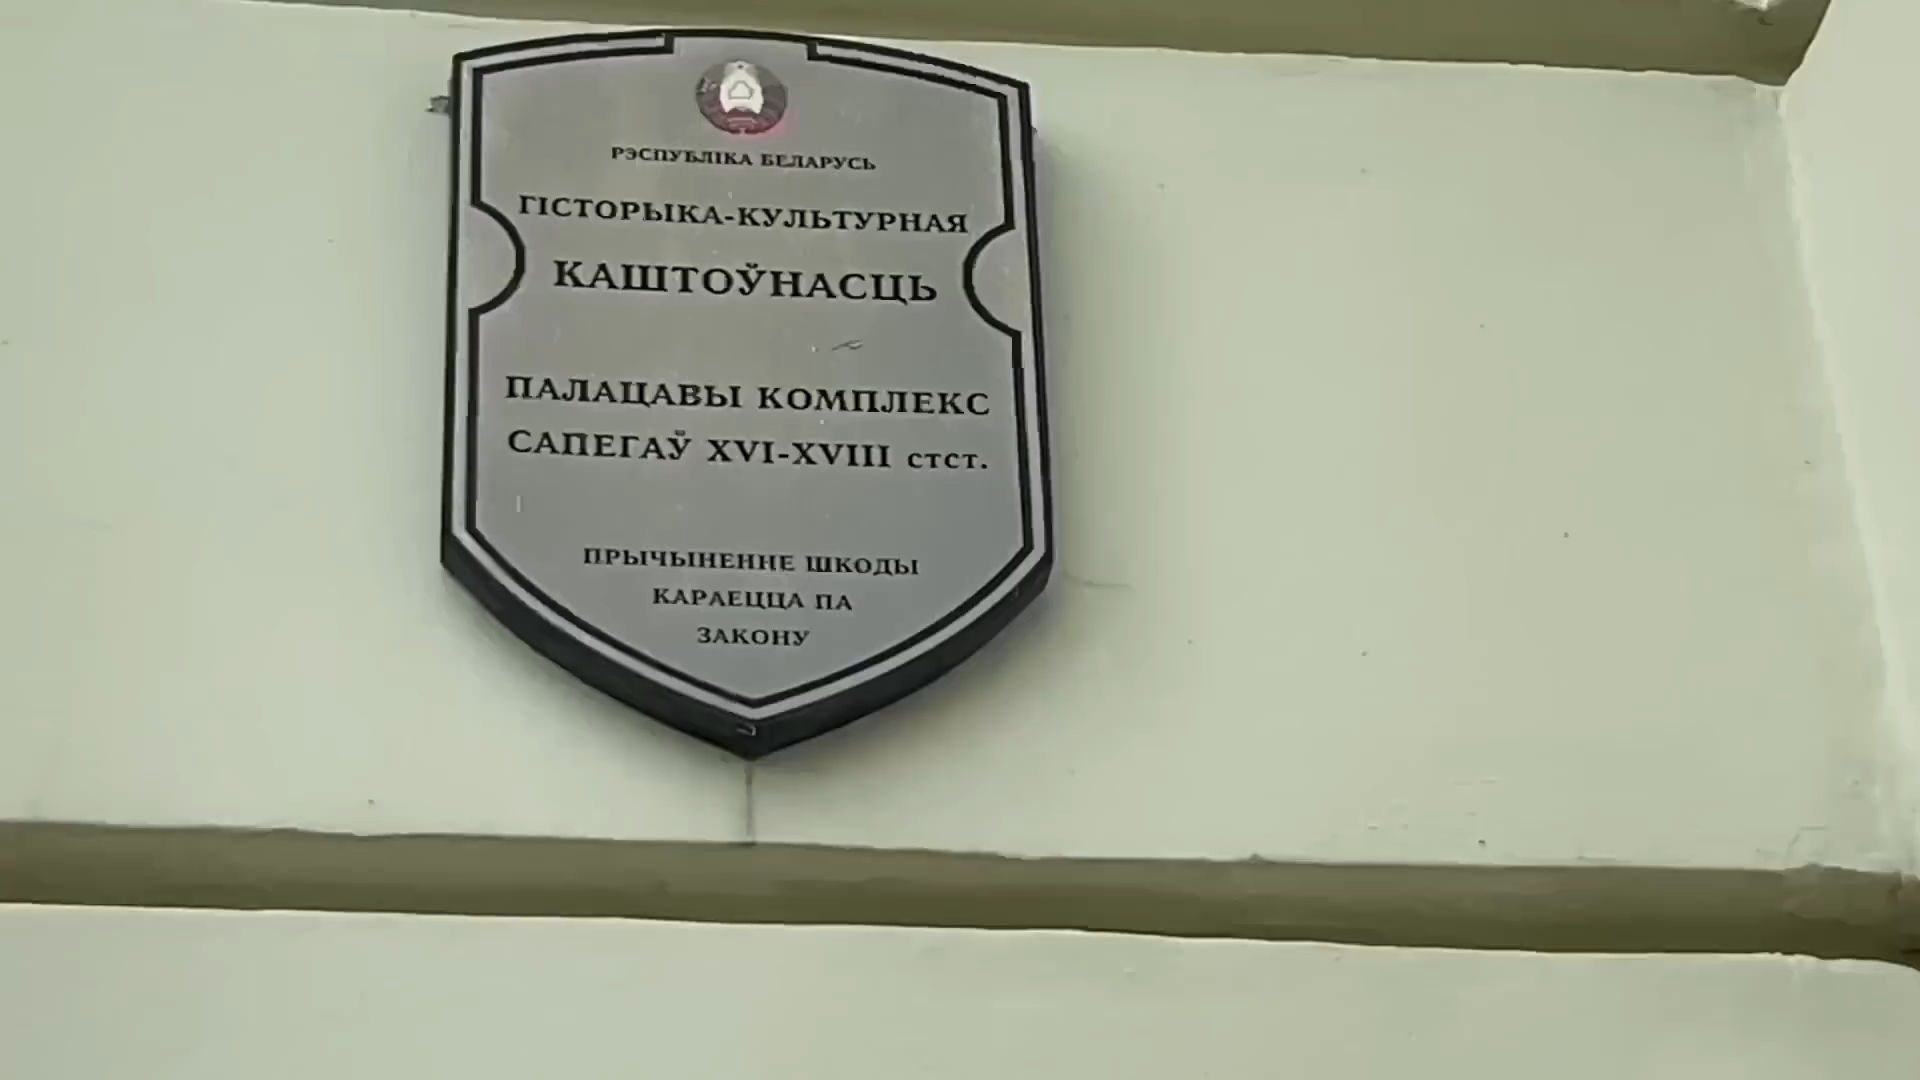 РЭСПУБЛІКА БЕЛАРУСЬ
ГІСТОРЫКА-КУЛЬТУРНАЯ
КАШТОЎНАСЦЬ
ПАЛАЦАВЫ КОМПЛЕКС
САПЕГАЎ XVI-XVIII стст.
ПРЫЧЫНЕННЕ ШКОДЫ
КАРАЕЦЦА ПА
ЗАКОНУ